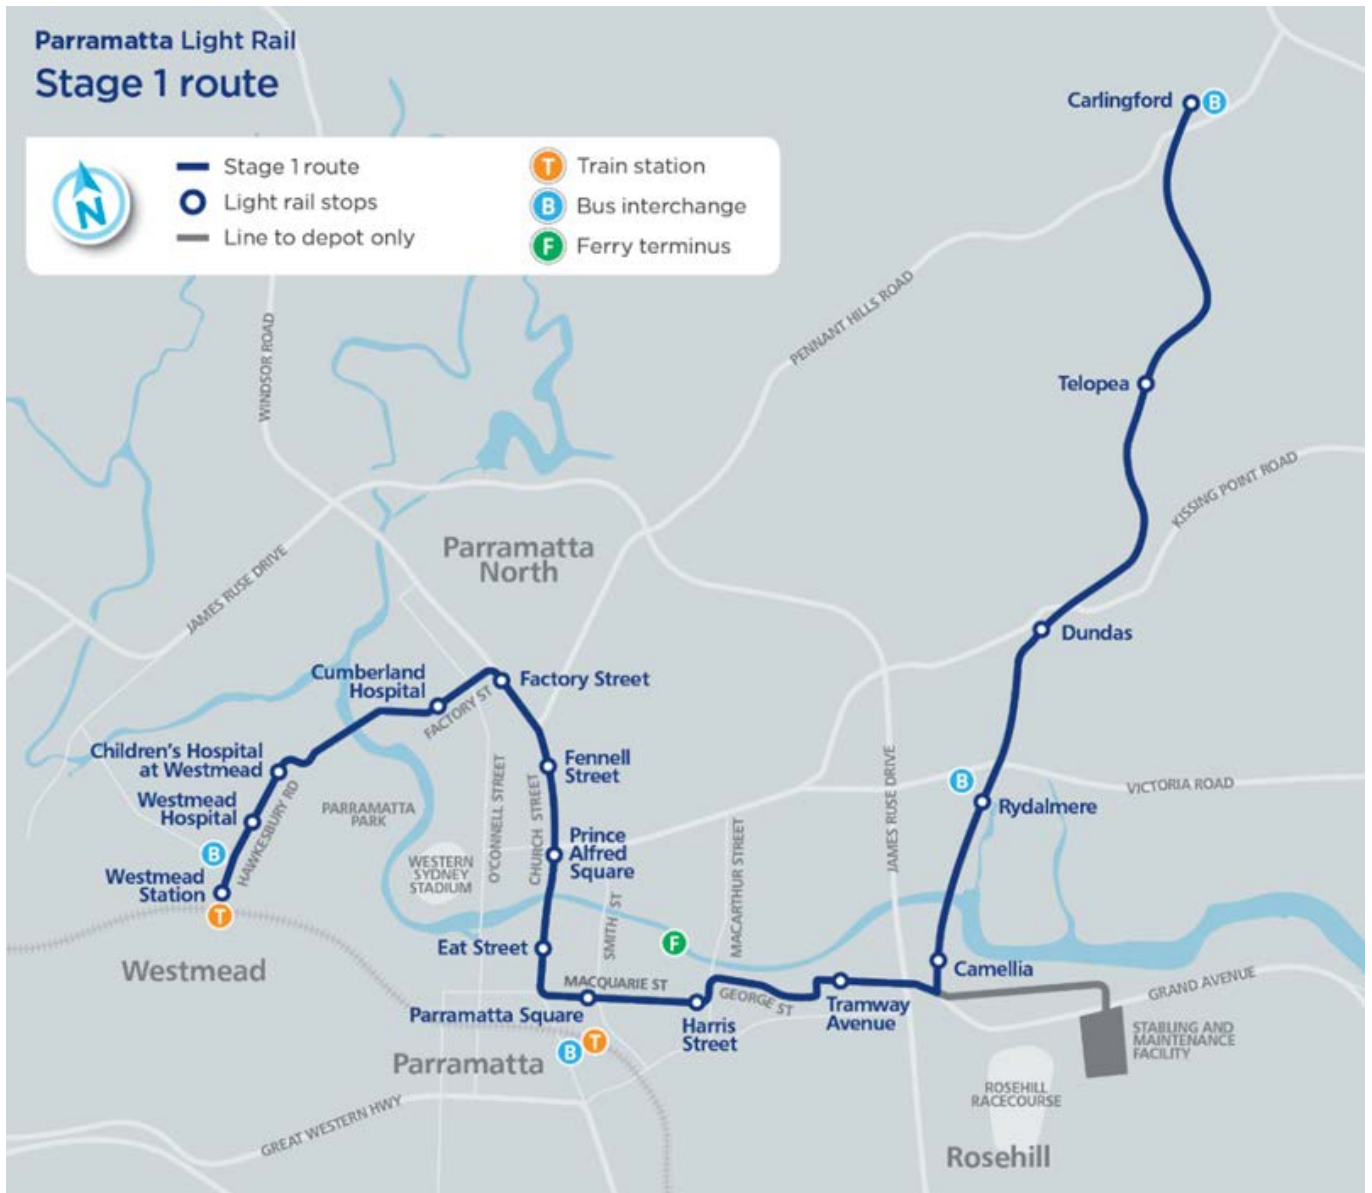 Parramatta Light Rail
Stage 1 route
N
Stage 1 route
Light rail stops
Line to depot only
T Train station
B Bus interchange
F Ferry terminus
Carlingford
B
WINDSOR ROAD
PENNANT HILLS ROAD
Telopea
KISSING POINT ROAD
JAMES RUSE DRIVE
Parramatta
North
Dundas
Cumberland
Hospital
Factory Street
FACTORY ST
Children's Hospital
at Westmead
Fennell
Street
Westmead
Hospital
HAWKESBURY RD
PARRAMATTA
PARK
O'CONNELL STREET
CHURCH STREET
JAMES RUSE DRIVE
B
Rydalmere
VICTORIA ROAD
B
WESTERN
SYDNEY
STADIUM
Prince
Alfred
Square
MACARTHUR STREET
Westmead
Station
T
SMITH ST
Eat Street
F
Westmead
Camellia
MACQUARIE ST
GEORGE ST
GRAND AVENUE
Parramatta Square
Harris
Street
Tramway
Avenue
STABLING AND
MAINTENANCE
FACILITY
B
T
Parramatta
ROSEHILL
RACECOURSE
GREAT WESTERN HWY
Rosehill